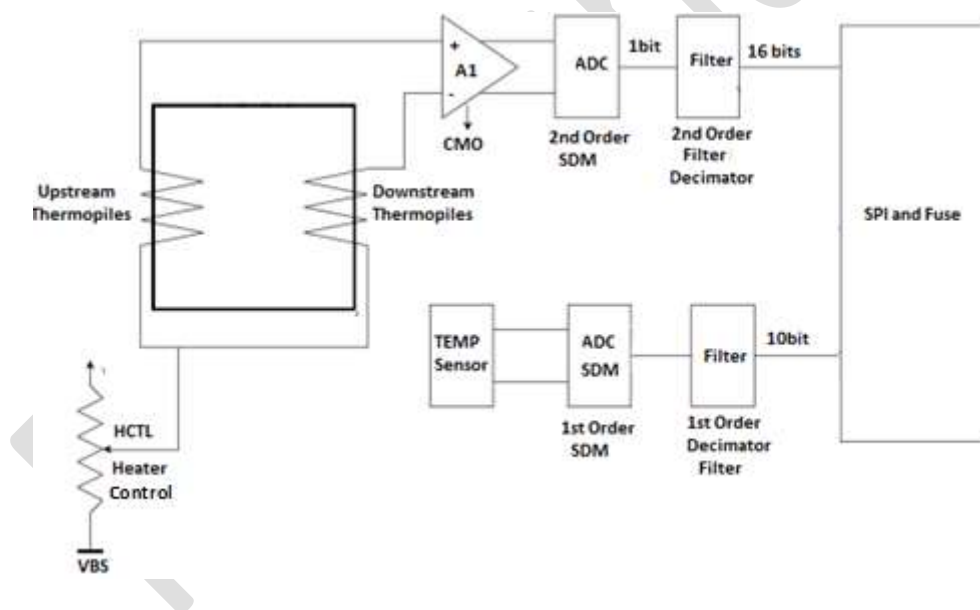 +
A1
-
CMO
ADC
2nd Order
SDM
1bit
Filter
2nd Order
Filter
Decimator
16 bits
SPI and Fuse
Upstream
Thermopiles
Downstream
Thermopiles
TEMP
Sensor
ADC
SDM
1st Order
SDM
Filter
1st Order
Decimator
Filter
10bit
HCTL
Heater
Control
VBS